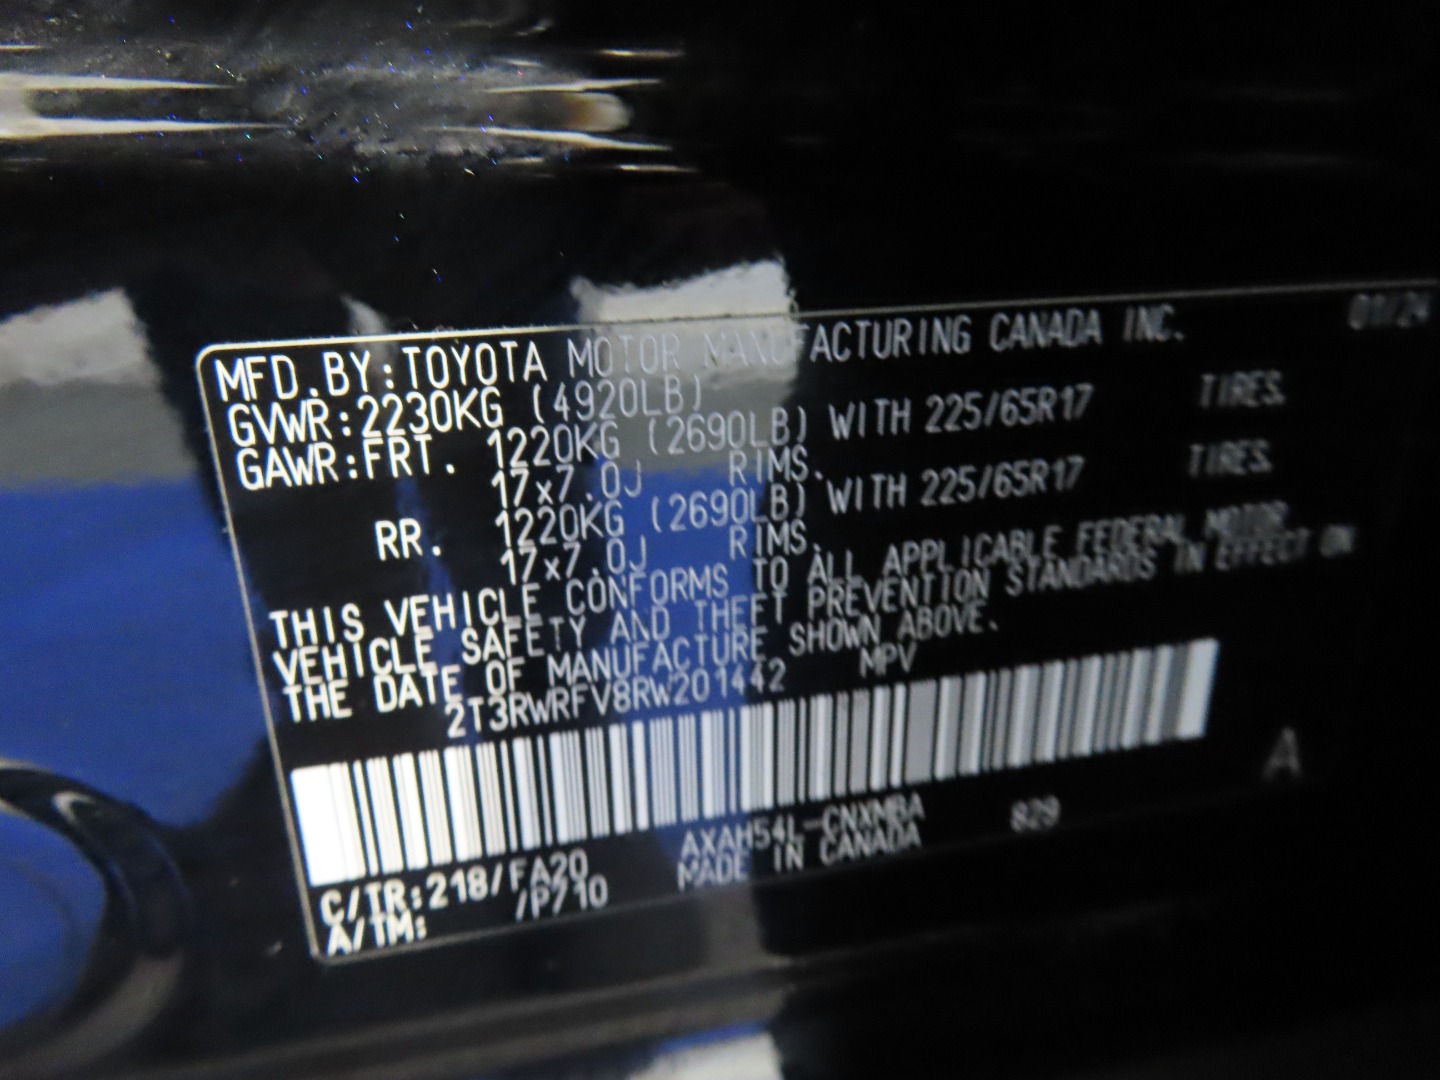 MFD.BY:TOYOTA MOTOR MANUFACTURING CANADA INC. 01/24
GVWR:2230KG (4920LB)
GAWR:FRT. 1220KG (2690LB) WITH 225/65R17 TIRES.
17x7.0J RIMS.
RR. 1220KG (2690LB) WITH 225/65R17 TIRES.
17x7.0J RIMS.
THIS VEHICLE CONFORMS TO ALL APPLICABLE FEDERAL MOTOR
VEHICLE SAFETY AND THEFT PREVENTION STANDARDS IN EFFECT ON
THE DATE OF MANUFACTURE SHOWN ABOVE.
2T3RWRFV8RW201442 MPV
A
AXAH54L-CNXMBA 829
C/TR:218/FA20 MADE IN CANADA
A/TM: /P710